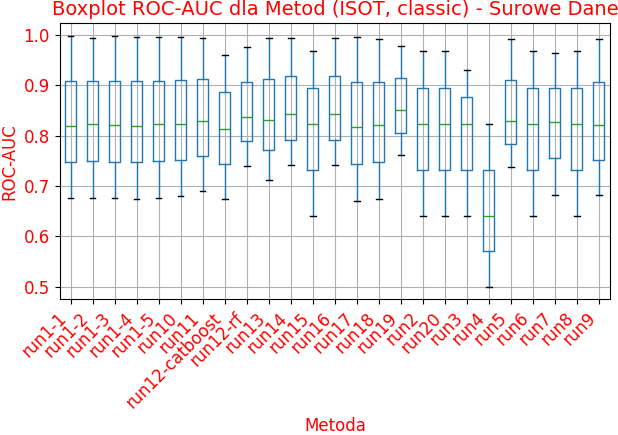 Boxplot ROC-AUC dla Metod (ISOT, classic) - Surowe Dane
1.0
0.9
0.8
0.7
0.6
0.5
ROC-AUC
run1-1
run1-2
run1-3
run1-4
run1-5
run10
run11
run12-catboost
run12-rf
run13
run14
run15
run16
run17
run18
run19
run2
run20
run3
run4
run5
run6
run7
run8
run9
Metoda